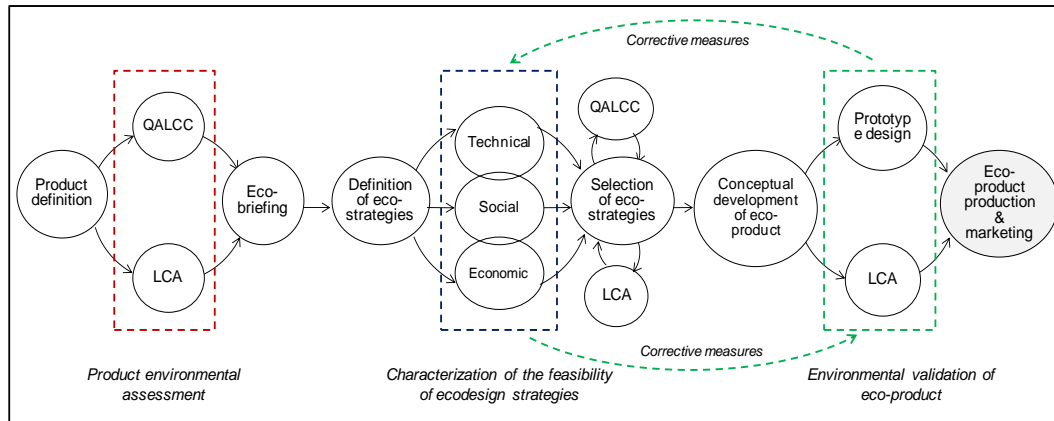 Corrective measures
QALCC
QALCC
Prototyp
e design
Technical
Product
definition
Eco-
briefing
Definition
of eco-
strategies
Social
Selection
of eco-
strategies
Conceptual
development
of eco-
product
Eco-
product
production
&
marketing
LCA
Economic
LCA
LCA
Corrective measures
Product environmental
assessment
Characterization of the feasibility
of ecodesign strategies
Environmental validation of
eco-product